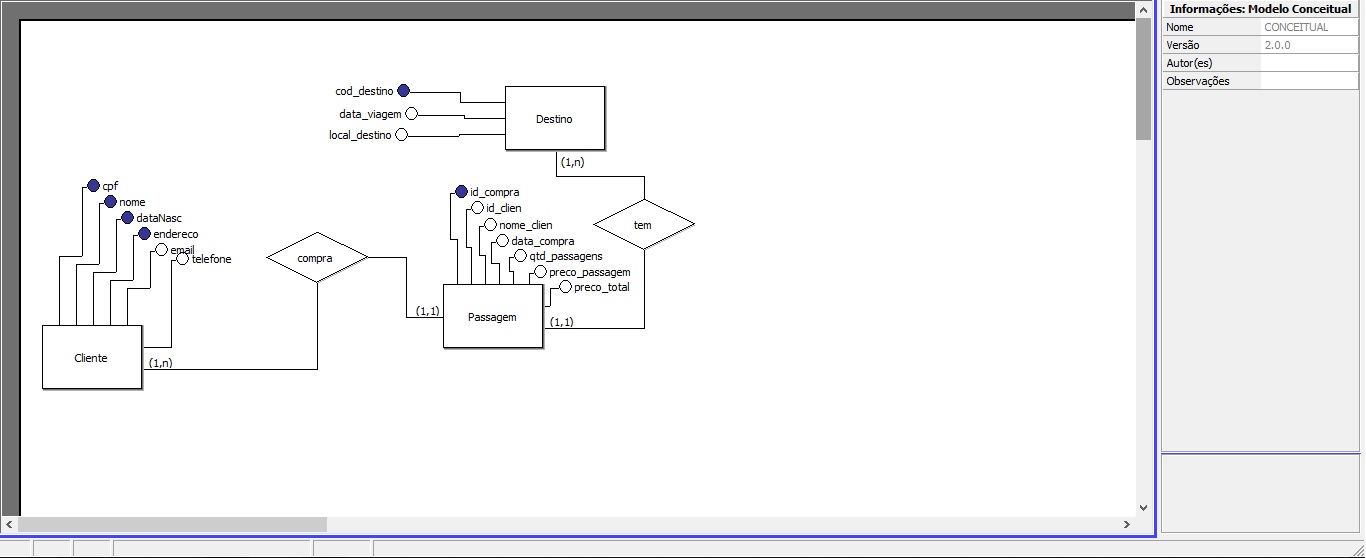 Informações: Modelo Conceitual
Nome CONCEITUAL
Versão 2.0.0
Autor(es)
Observações
cod_destino
data_viagem
local_destino
Destino
(1,n)
cpf
nome
dataNasc
endereco
email
telefone
id_compra
id_clien
nome_clien
data_compra
qtd_passagens
preco_passagem
preco_total
tem
compra
(1,1)
Passagem
(1,1)
Cliente
(1,n)